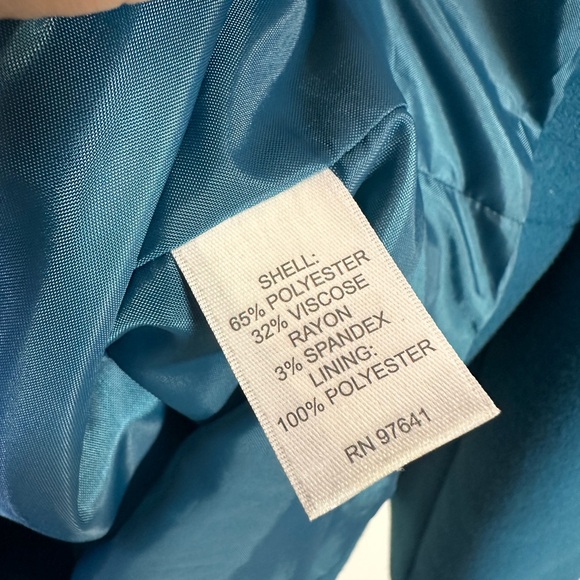 SHELL:
65% POLYESTER
32% VISCOSE
RAYON
3% SPANDEX
LINING:
100% POLYESTER
RN 97641